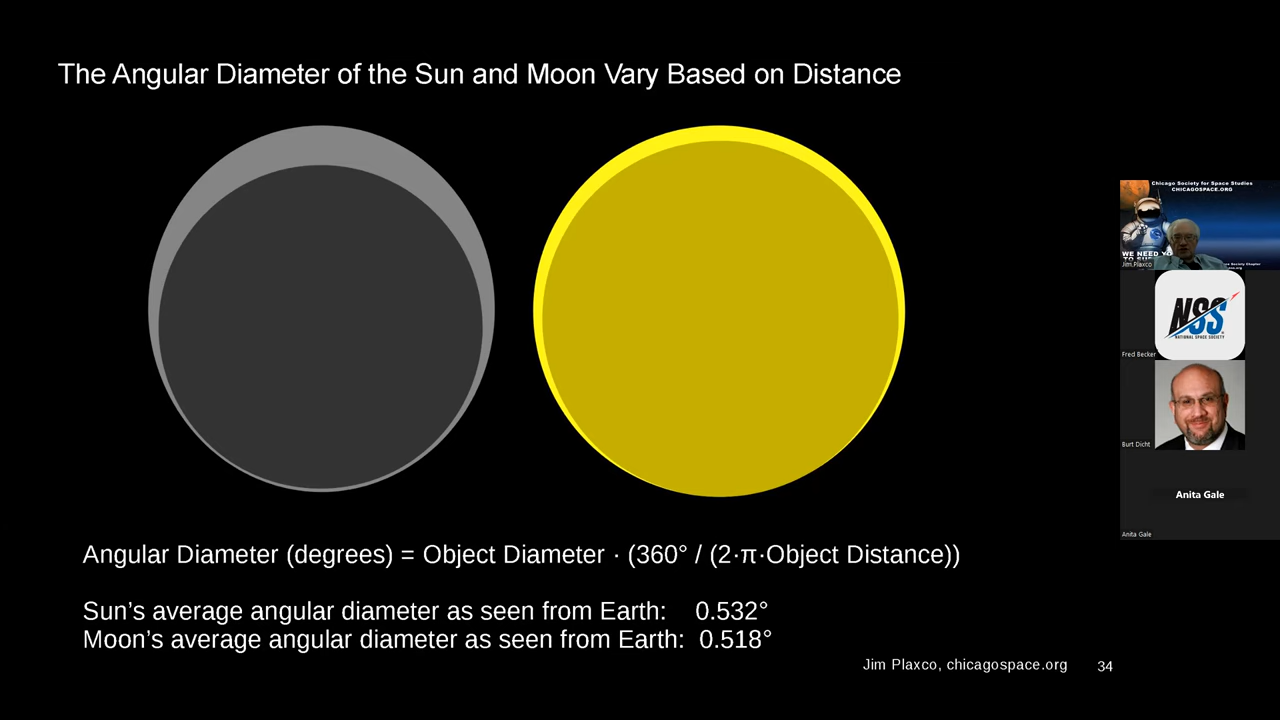 The Angular Diameter of the Sun and Moon Vary Based on Distance
Angular Diameter (degrees) = Object Diameter · (360° / (2·π·Object Distance))
Sun’s average angular diameter as seen from Earth: 0.532°
Moon’s average angular diameter as seen from Earth: 0.518°
Jim Plaxco, chicagospace.org 34
Chicago Society for Space Studies
CHICAGOSPACE.ORG
WE NEED YO
Jim Plaxco
NSS
NATIONAL SPACE SOCIETY
Fred Becker
Burt Dicht
Anita Gale
Anita Gale